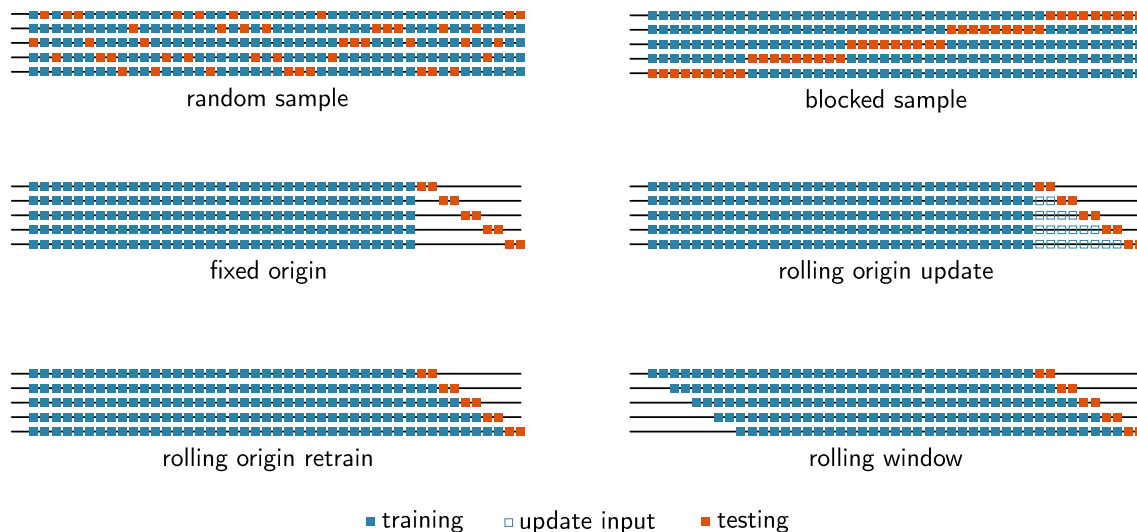 random sample
blocked sample
fixed origin
rolling origin update
rolling origin retrain
rolling window
training update input testing